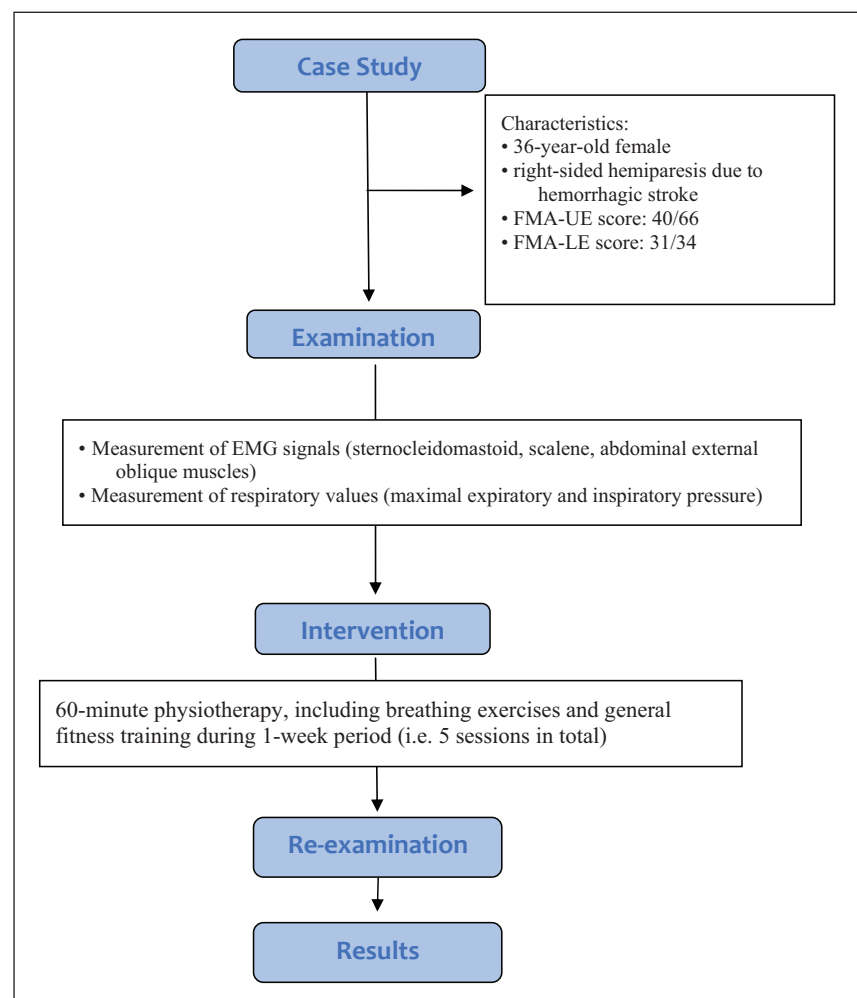 Case Study
Characteristics:
• 36-year-old female
• right-sided hemiparesis due to
hemorrhagic stroke
• FMA-UE score: 40/66
• FMA-LE score: 31/34
Examination
• Measurement of EMG signals (sternocleidomastoid, scalene, abdominal external
oblique muscles)
• Measurement of respiratory values (maximal expiratory and inspiratory pressure)
Intervention
60-minute physiotherapy, including breathing exercises and general
fitness training during 1-week period (i.e. 5 sessions in total)
Re-examination
Results